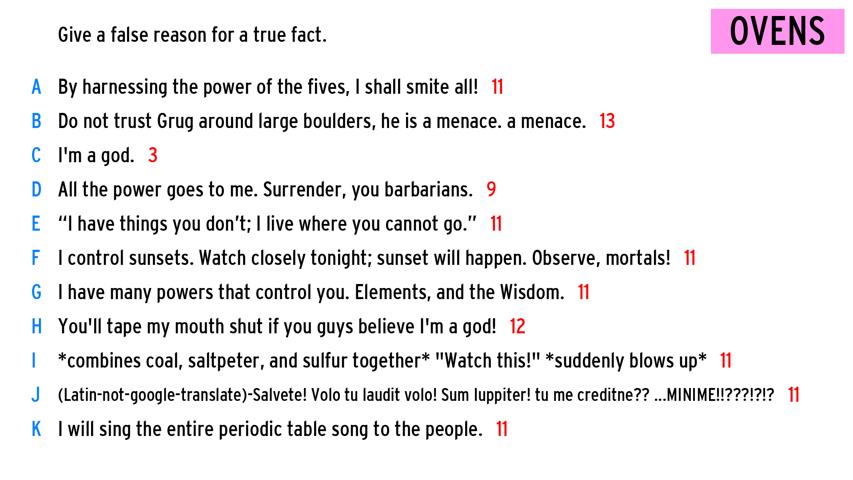 Give a false reason for a true fact.
OVENS
A By harnessing the power of the fives, I shall smite all! 11
B Do not trust Grug around large boulders, he is a menace. a menace. 13
C I'm a god. 3
D All the power goes to me. Surrender, you barbarians. 9
E “I have things you don’t; I live where you cannot go.” 11
F I control sunsets. Watch closely tonight; sunset will happen. Observe, mortals! 11
G I have many powers that control you. Elements, and the Wisdom. 11
H You'll tape my mouth shut if you guys believe I'm a god! 12
I *combines coal, saltpeter, and sulfur together* "Watch this!" *suddenly blows up* 11
J (Latin-not-google-translate)-Salvete! Volo tu laudit volo! Sum Iuppiter! tu me creditne?? ...MINIME!!???!?!? 11
K I will sing the entire periodic table song to the people. 11